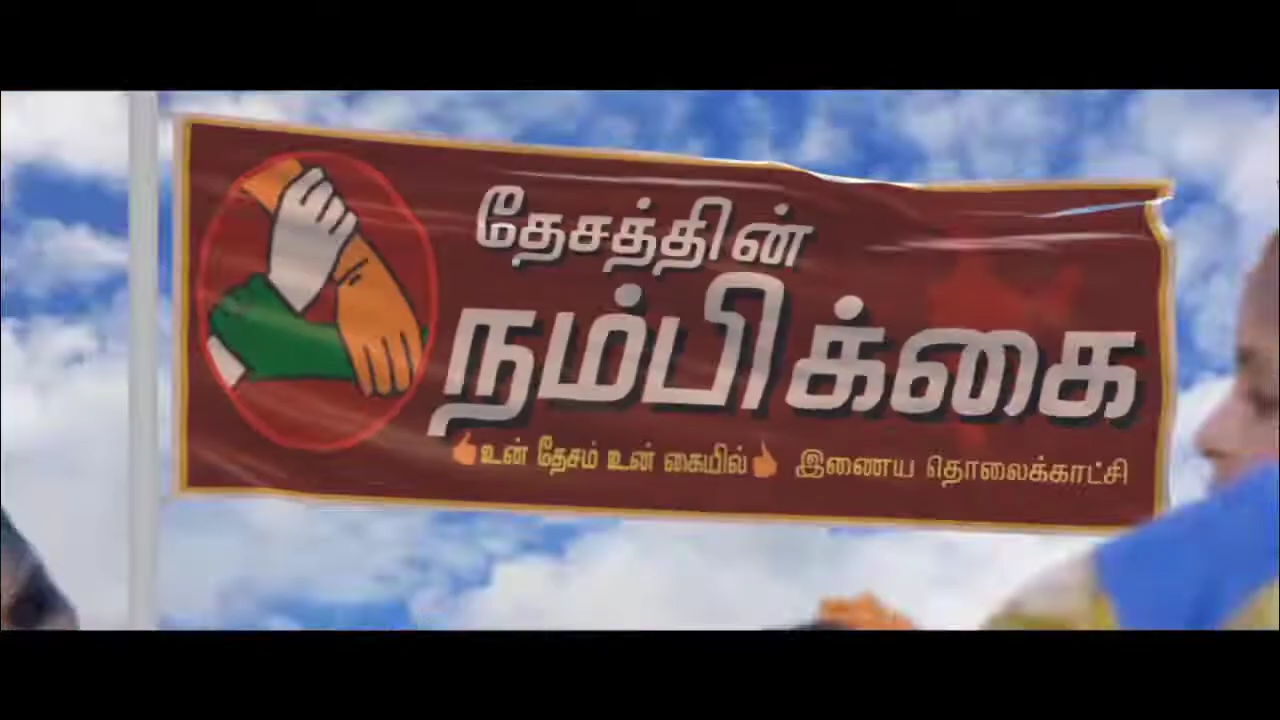 தேசத்தின்
நம்பிக்கை
உன் தேசம் உன் கையில் இணைய தொலைக்காட்சி